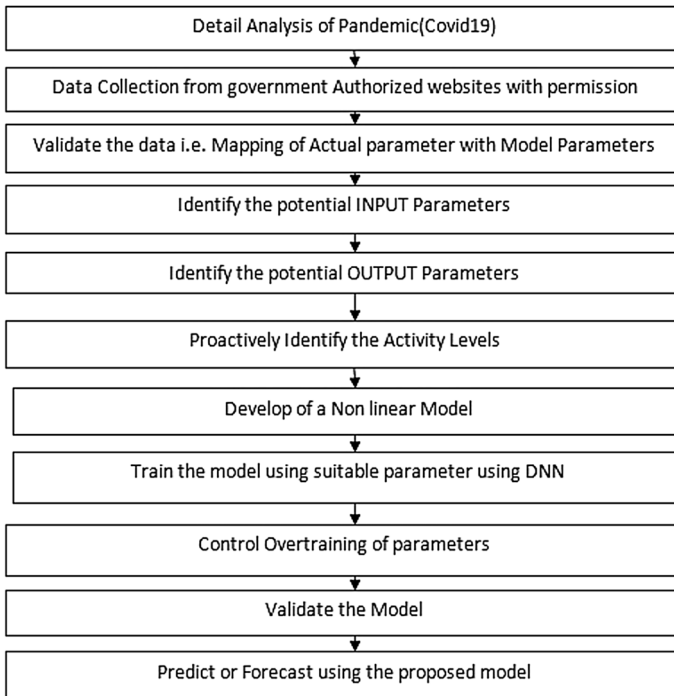 Detail Analysis of Pandemic(Covid19)
Data Collection from government Authorized websites with permission
Validate the data i.e. Mapping of Actual parameter with Model Parameters
Identify the potential INPUT Parameters
Identify the potential OUTPUT Parameters
Proactively Identify the Activity Levels
Develop of a Non linear Model
Train the model using suitable parameter using DNN
Control Overtraining of parameters
Validate the Model
Predict or Forecast using the proposed model